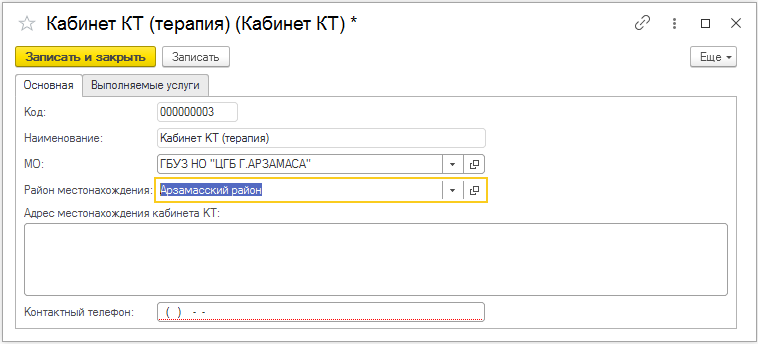 Кабинет КТ (терапия) (Кабинет КТ) *
Записать и закрыть Записать Еще
Основная Выполняемые услуги
Код: 000000003
Наименование: Кабинет КТ (терапия)
МО: ГБУЗ НО "ЦГБ Г.АРЗАМАСА"
Район местонахождения: Арзамасский район
Адрес местонахождения кабинета КТ:
Контактный телефон: ( ) - -